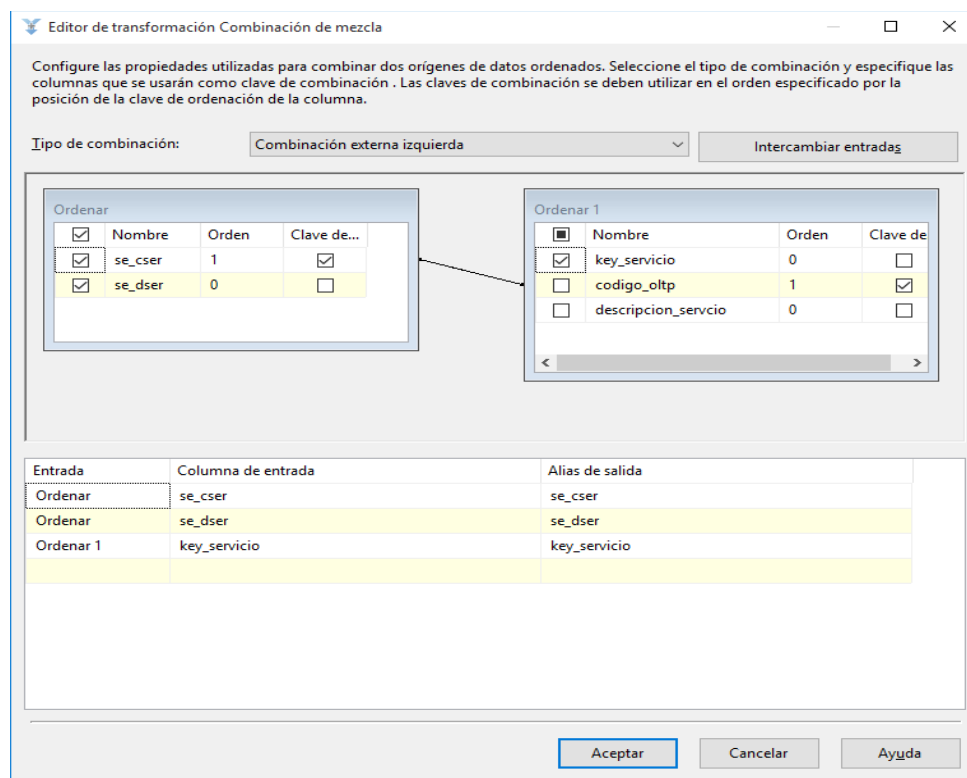 Editor de transformación Combinación de mezcla
Configure las propiedades utilizadas para combinar dos orígenes de datos ordenados. Seleccione el tipo de combinación y especifique las
columnas que se usarán como clave de combinación . Las claves de combinación se deben utilizar en el orden especificado por la
posición de la clave de ordenación de la columna.
Tipo de combinación: Combinación externa izquierda Intercambiar entradas
Ordenar
Nombre Orden Clave de...
se_cser 1
se_dser 0
Ordenar 1
Nombre Orden Clave de
key_servicio 0
codigo_oltp 1
descripcion_servcio 0
Entrada Columna de entrada Alias de salida
Ordenar se_cser se_cser
Ordenar se_dser se_dser
Ordenar 1 key_servicio key_servicio
Aceptar Cancelar Ayuda